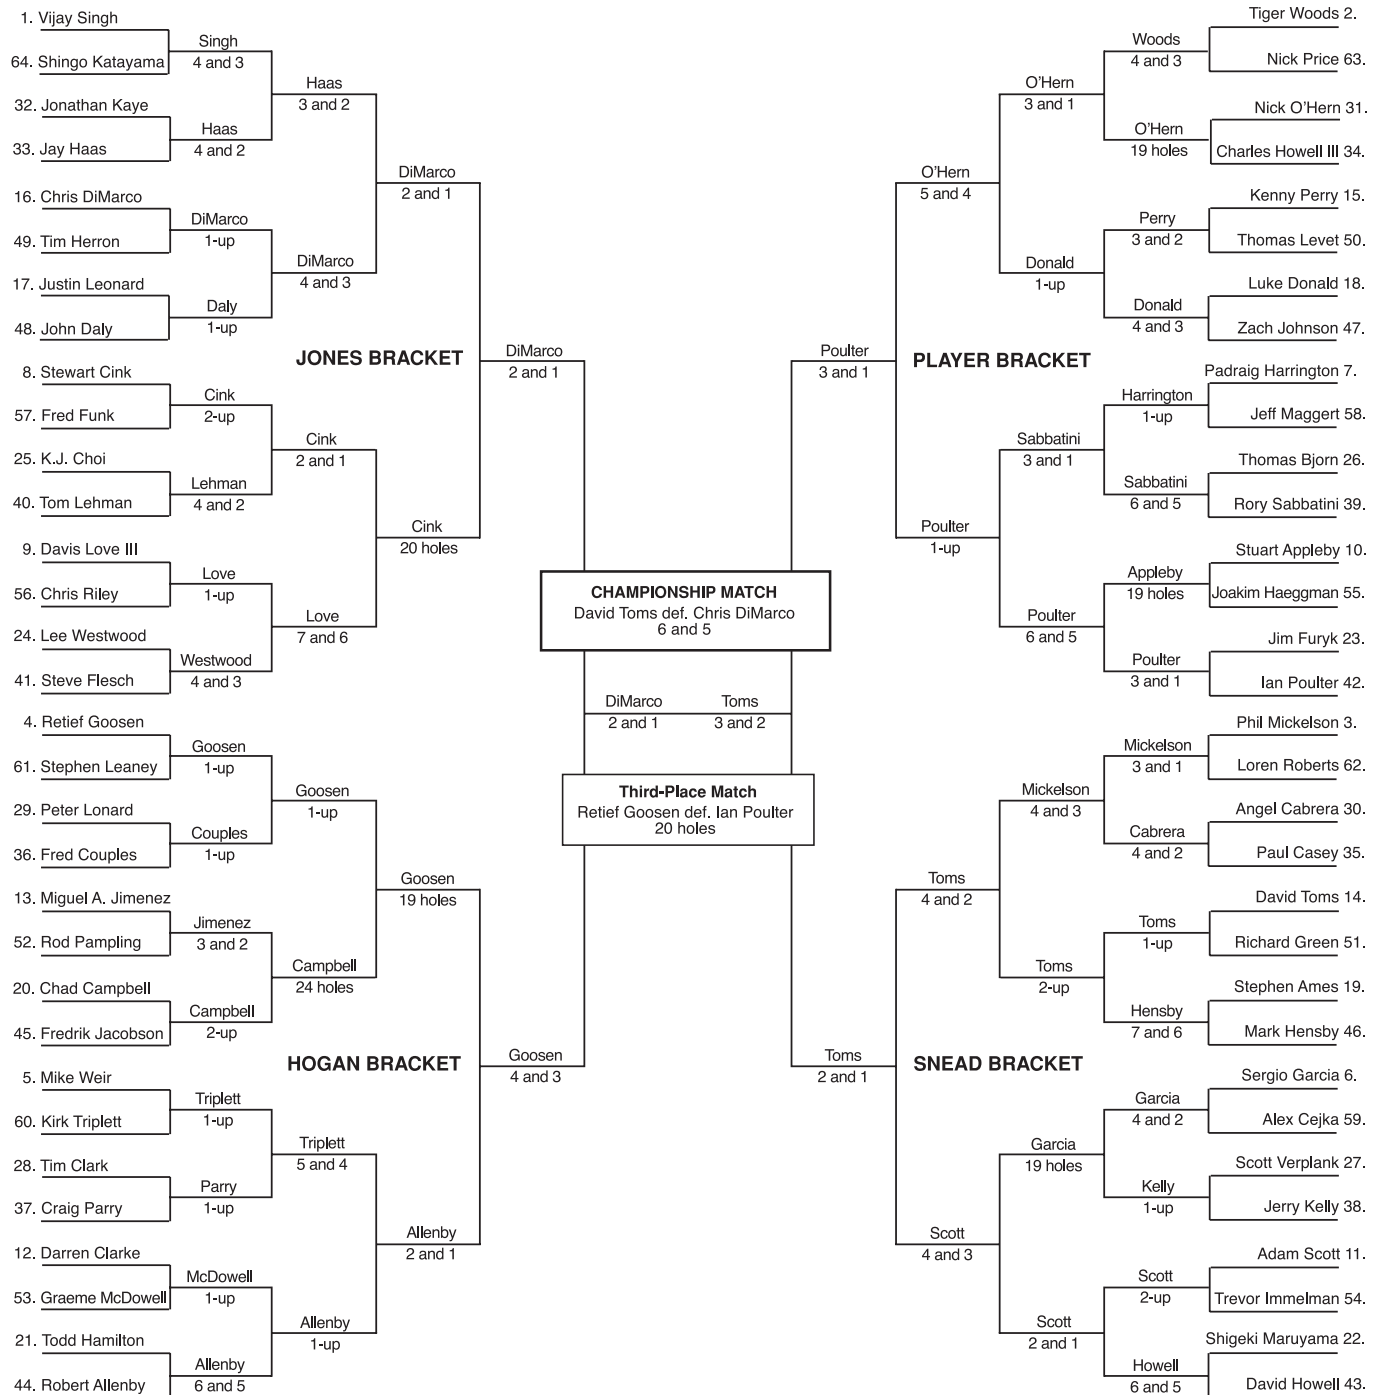 1. Vijay Singh
64. Shingo Katayama
32. Jonathan Kaye
33. Jay Haas
16. Chris DiMarco
49. Tim Herron
17. Justin Leonard
48. John Daly
8. Stewart Cink
57. Fred Funk
25. K.J. Choi
40. Tom Lehman
9. Davis Love III
56. Chris Riley
24. Lee Westwood
41. Steve Flesch
4. Retief Goosen
61. Stephen Leaney
29. Peter Lonard
36. Fred Couples
13. Miguel A. Jimenez
52. Rod Pampling
20. Chad Campbell
45. Fredrik Jacobson
5. Mike Weir
60. Kirk Triplett
28. Tim Clark
37. Craig Parry
12. Darren Clarke
53. Graeme McDowell
21. Todd Hamilton
44. Robert Allenby
Singh
4 and 3
Haas
4 and 2
DiMarco
1-up
Daly
1-up
Cink
2-up
Lehman
4 and 2
Love
1-up
Westwood
4 and 3
Goosen
1-up
Couples
1-up
Jimenez
3 and 2
Campbell
2-up
Triplett
1-up
Parry
1-up
McDowell
1-up
Allenby
6 and 5
Haas
3 and 2
DiMarco
4 and 3
Cink
2 and 1
Love
7 and 6
Goosen
1-up
Campbell
24 holes
Triplett
5 and 4
Allenby
1-up
DiMarco
2 and 1
Cink
20 holes
Goosen
19 holes
Allenby
2 and 1
JONES BRACKET
HOGAN BRACKET
DiMarco
2 and 1
Goosen
4 and 3
CHAMPIONSHIP MATCH
David Toms def. Chris DiMarco
6 and 5
DiMarco
2 and 1
Toms
3 and 2
Third-Place Match
Retief Goosen def. Ian Poulter
20 holes
Poulter
3 and 1
Toms
2 and 1
PLAYER BRACKET
SNEAD BRACKET
O'Hern
5 and 4
Poulter
1-up
Toms
4 and 2
Scott
4 and 3
O'Hern
3 and 1
Donald
1-up
Sabbatini
3 and 1
Poulter
6 and 5
Mickelson
4 and 3
Toms
2-up
Garcia
19 holes
Scott
2 and 1
Woods
4 and 3
O'Hern
19 holes
Perry
3 and 2
Donald
4 and 3
Harrington
1-up
Sabbatini
6 and 5
Appleby
19 holes
Poulter
3 and 1
Mickelson
3 and 1
Cabrera
4 and 2
Toms
1-up
Hensby
7 and 6
Garcia
4 and 2
Kelly
1-up
Scott
2-up
Howell
6 and 5
Tiger Woods 2.
Nick Price 63.
Nick O'Hern 31.
Charles Howell III 34.
Kenny Perry 15.
Thomas Levet 50.
Luke Donald 18.
Zach Johnson 47.
Padraig Harrington 7.
Jeff Maggert 58.
Thomas Bjorn 26.
Rory Sabbatini 39.
Stuart Appleby 10.
Joakim Haeggman 55.
Jim Furyk 23.
Ian Poulter 42.
Phil Mickelson 3.
Loren Roberts 62.
Angel Cabrera 30.
Paul Casey 35.
David Toms 14.
Richard Green 51.
Stephen Ames 19.
Mark Hensby 46.
Sergio Garcia 6.
Alex Cejka 59.
Scott Verplank 27.
Jerry Kelly 38.
Adam Scott 11.
Trevor Immelman 54.
Shigeki Maruyama 22.
David Howell 43.